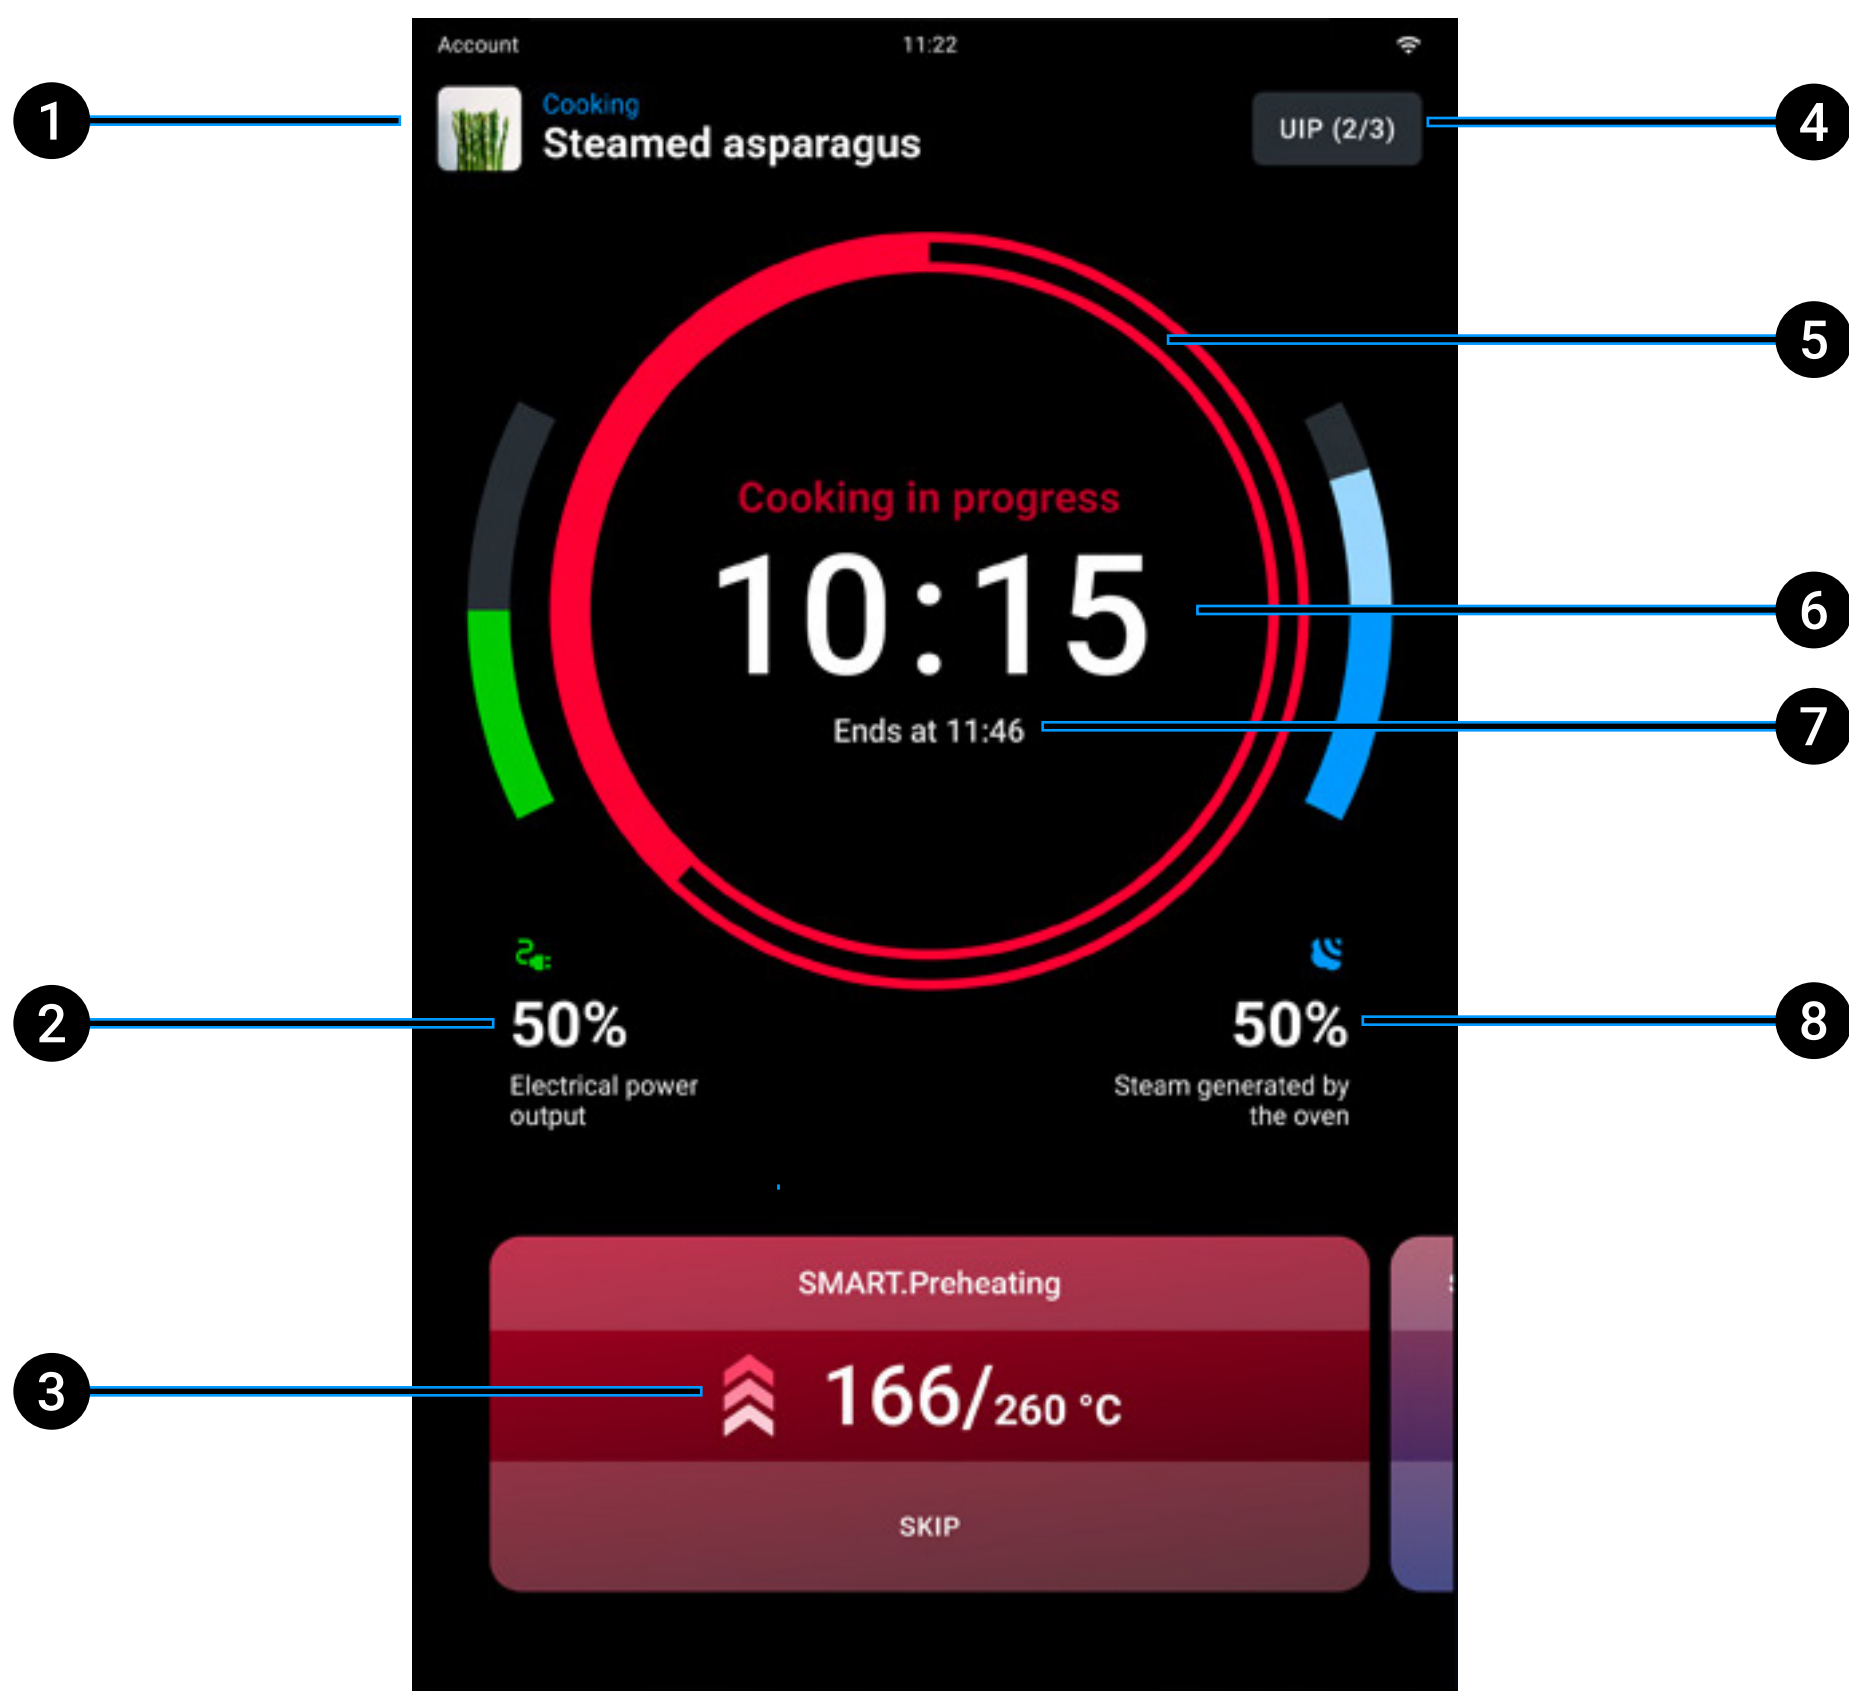 Account
11:22
1
Cooking
Steamed asparagus
UIP (2/3)
4
5
Cooking in progress
10:15
6
Ends at 11:46
7
2
50%
50%
8
Electrical power
output
Steam generated by
the oven
SMART.Preheating
3
166/260 °C
SKIP